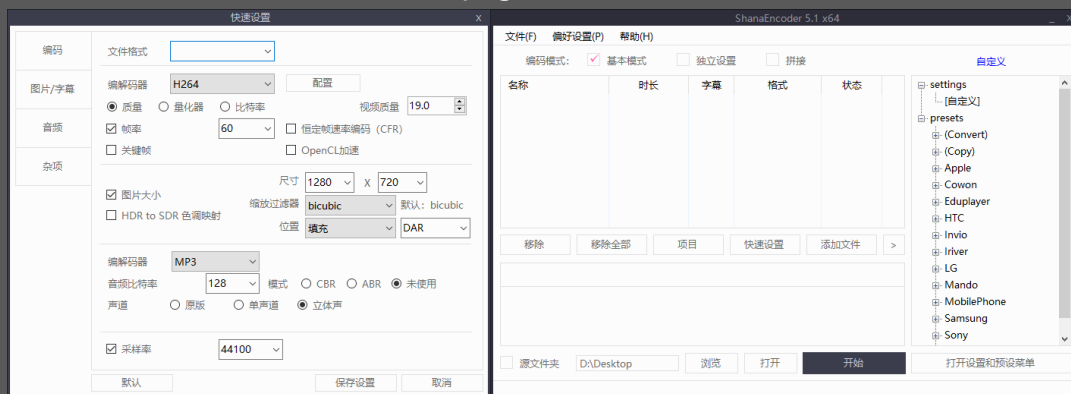 快速设置 X
编码
图片/字幕
音频
杂项
文件格式
编解码器 H264 配置
质量 量化器 比特率 视频质量 19.0
帧率 60 恒定帧速率编码（CFR）
关键帧 OpenCL加速
图片大小 尺寸 1280 X 720
HDR to SDR 色调映射 缩放过滤器 bicubic 默认：bicubic
位置 填充 DAR
编解码器 MP3
音频比特率 128 模式 CBR ABR 未使用
声道 原版 单声道 立体声
采样率 44100
默认 保存设置 取消
ShanaEncoder 5.1 x64
文件(F) 偏好设置(P) 帮助(H)
编码模式： 基本模式 独立设置 拼接 自定义
名称 时长 字幕 格式 状态
移除 移除全部 项目 快速设置 添加文件 >
源文件夹 D:\Desktop 浏览 打开 开始
settings
[自定义]
presets
(Convert)
(Copy)
Apple
Cowon
Eduplayer
HTC
Invio
Iriver
LG
Mando
MobilePhone
Samsung
Sony
打开设置和预设菜单